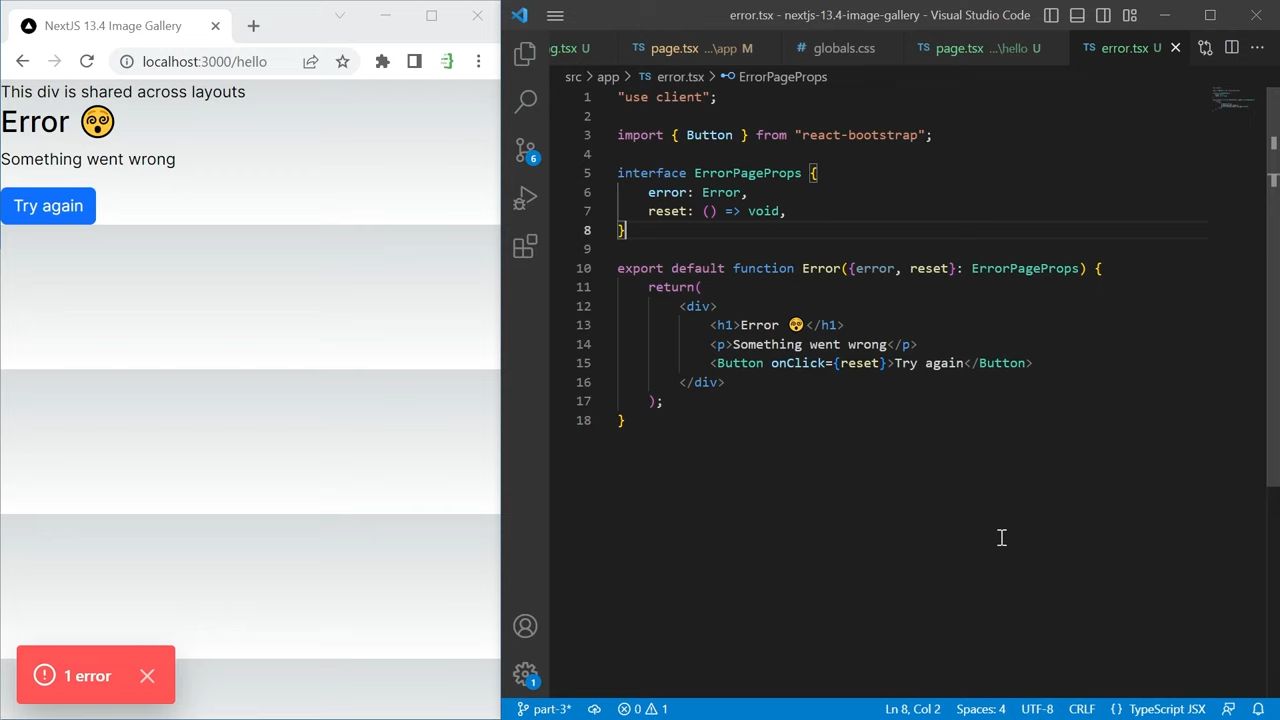 NextJS 13.4 Image Gallery
localhost:3000/hello
This div is shared across layouts
Error 😵
Something went wrong
Try again
1 error
error.tsx - nextjs-13.4-image-gallery - Visual Studio Code
ng.tsx U
page.tsx ...\app M
globals.css
page.tsx ...\hello U
error.tsx U
src > app > TS error.tsx > ErrorPageProps
1 "use client";
2
3 import { Button } from "react-bootstrap";
4
5 interface ErrorPageProps {
6 error: Error,
7 reset: () => void,
8 }
9
10 export default function Error({error, reset}: ErrorPageProps) {
11 return(
12 <div>
13 <h1>Error 😵</h1>
14 <p>Something went wrong</p>
15 <Button onClick={reset}>Try again</Button>
16 </div>
17 );
18 }
6
1
part-3* 0 1 Ln 8, Col 2 Spaces: 4 UTF-8 CRLF {} TypeScript JSX